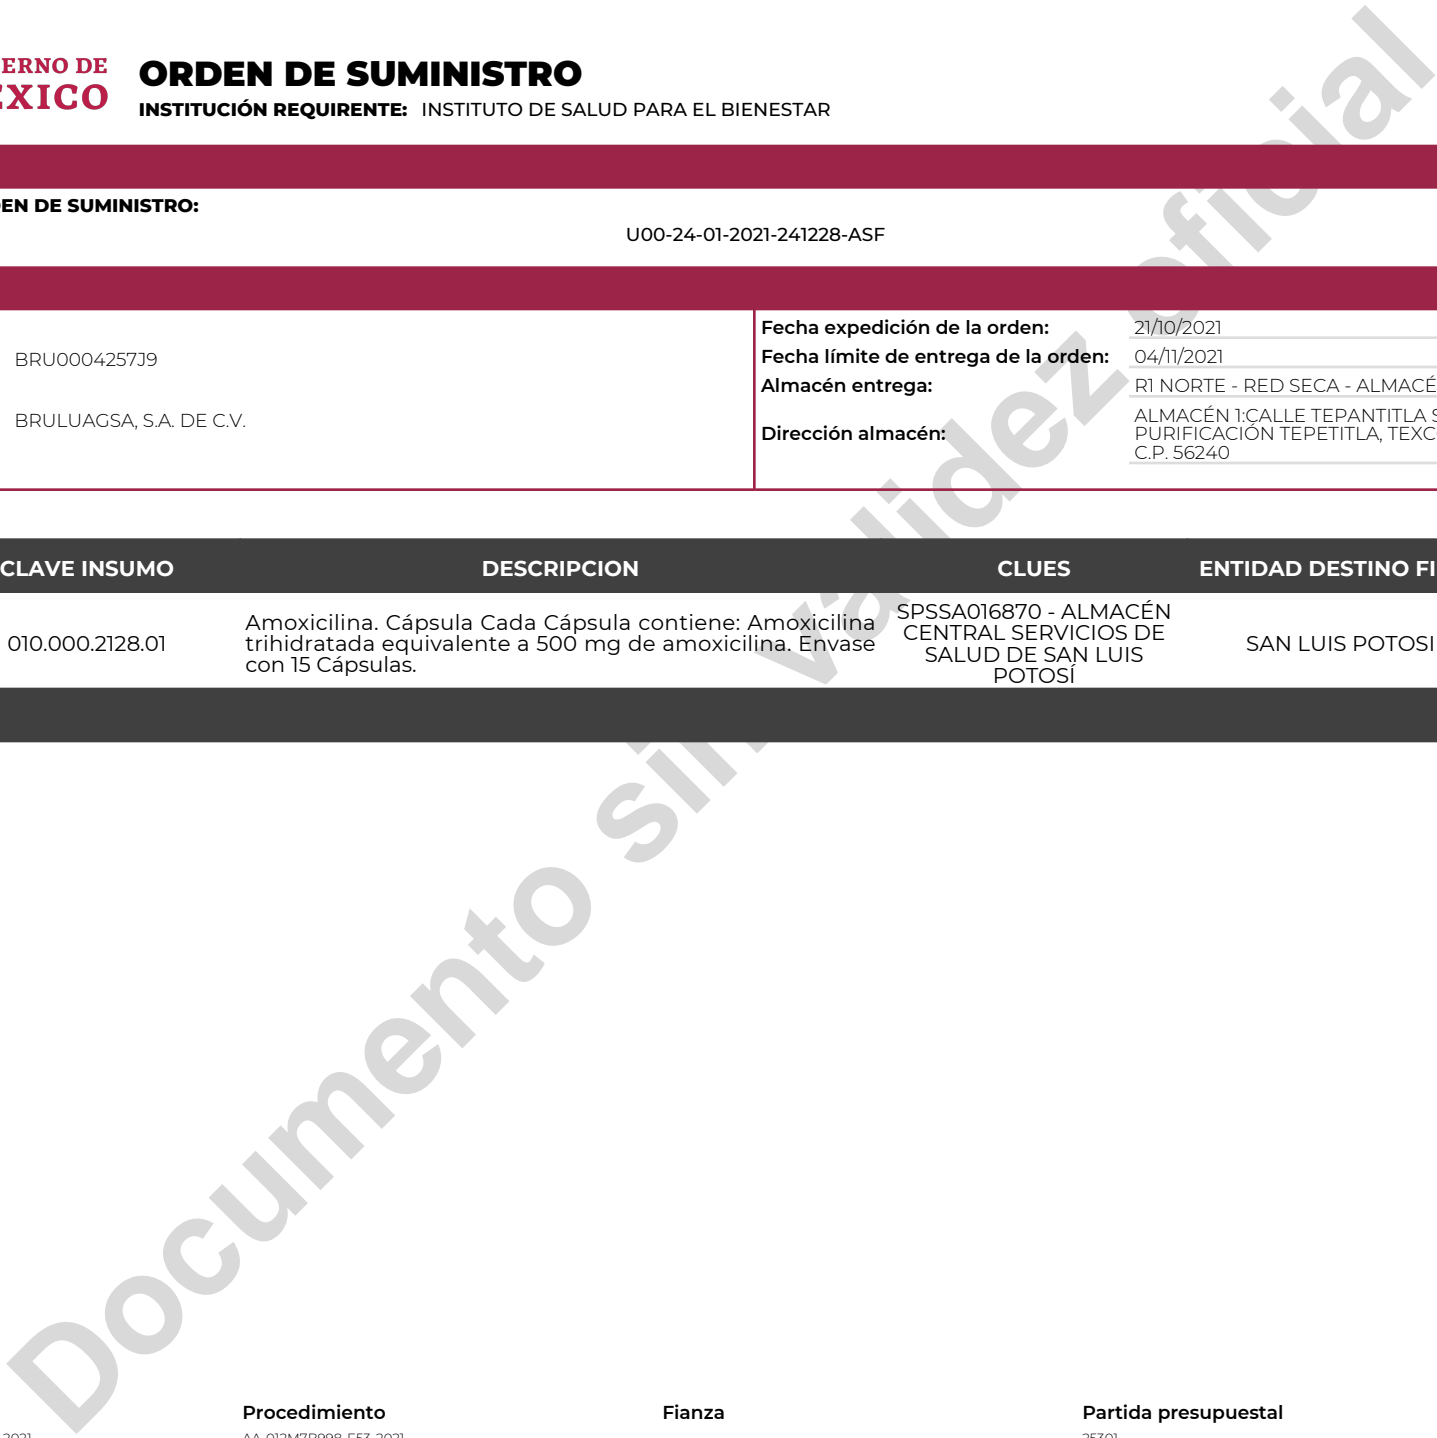 ERNO DE
EXICO
ORDEN DE SUMINISTRO
INSTITUCIÓN REQUIRENTE: INSTITUTO DE SALUD PARA EL BIENESTAR
EN DE SUMINISTRO:
U00-24-01-2021-241228-ASF
BRU0004257J9
BRULUAGSA, S.A. DE C.V.
Fecha expedición de la orden: 21/10/2021
Fecha límite de entrega de la orden: 04/11/2021
Almacén entrega: R1 NORTE - RED SECA - ALMACÉ
Dirección almacén:
ALMACÉN 1:CALLE TEPANTITLA S
PURIFICACIÓN TEPETITLA, TEXC
C.P. 56240
CLAVE INSUMO DESCRIPCION CLUES ENTIDAD DESTINO FI
010.000.2128.01
Amoxicilina. Cápsula Cada Cápsula contiene: Amoxicilina
trihidratada equivalente a 500 mg de amoxicilina. Envase
con 15 Cápsulas.
SPSSA016870 - ALMACÉN
CENTRAL SERVICIOS DE
SALUD DE SAN LUIS
POTOSÍ
SAN LUIS POTOSI
Documento sin validez oficial
Procedimiento Fianza Partida presupuestal